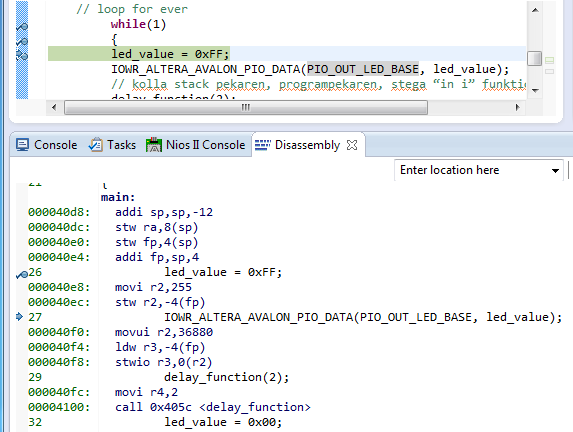 // loop for ever
while(1)
{
led_value = 0xFF;
IOWR_ALTERA_AVALON_PIO_DATA(PIO_OUT_LED_BASE, led_value);
// kolla stack pekaren, programpekaren, stega “in i” funktio
delay_function(2);
Console Tasks Nios II Console Disassembly
Enter location here
21 {
main:
000040d8: addi sp,sp,-12
000040dc: stw ra,8(sp)
000040e0: stw fp,4(sp)
000040e4: addi fp,sp,4
26 led_value = 0xFF;
000040e8: movi r2,255
000040ec: stw r2,-4(fp)
27 IOWR_ALTERA_AVALON_PIO_DATA(PIO_OUT_LED_BASE, led_value);
000040f0: movui r2,36880
000040f4: ldw r3,-4(fp)
000040f8: stwio r3,0(r2)
29 delay_function(2);
000040fc: movi r4,2
00004100: call 0x405c <delay_function>
32 led_value = 0x00;